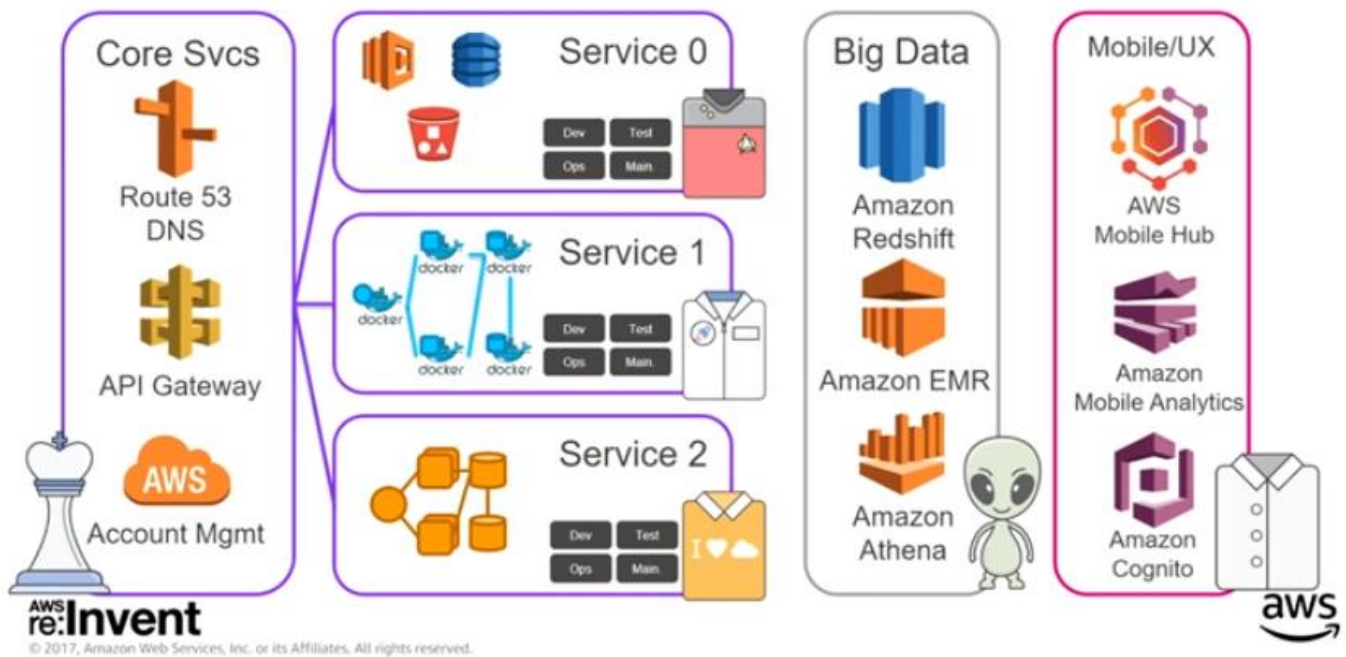 Core Svcs
Route 53
DNS
API Gateway
AWS
Account Mgmt
Service 0
Dev
Test
Ops
Main.
Service 1
docker
docker
docker
docker
docker
Dev
Test
Ops
Main.
Service 2
Dev
Test
Ops
Main.
I
Big Data
Amazon
Redshift
Amazon EMR
Amazon
Athena
Mobile/UX
AWS
Mobile Hub
Amazon
Mobile Analytics
Amazon
Cognito
AWS
re:Invent
© 2017, Amazon Web Services, Inc. or its Affiliates. All rights reserved.
aws